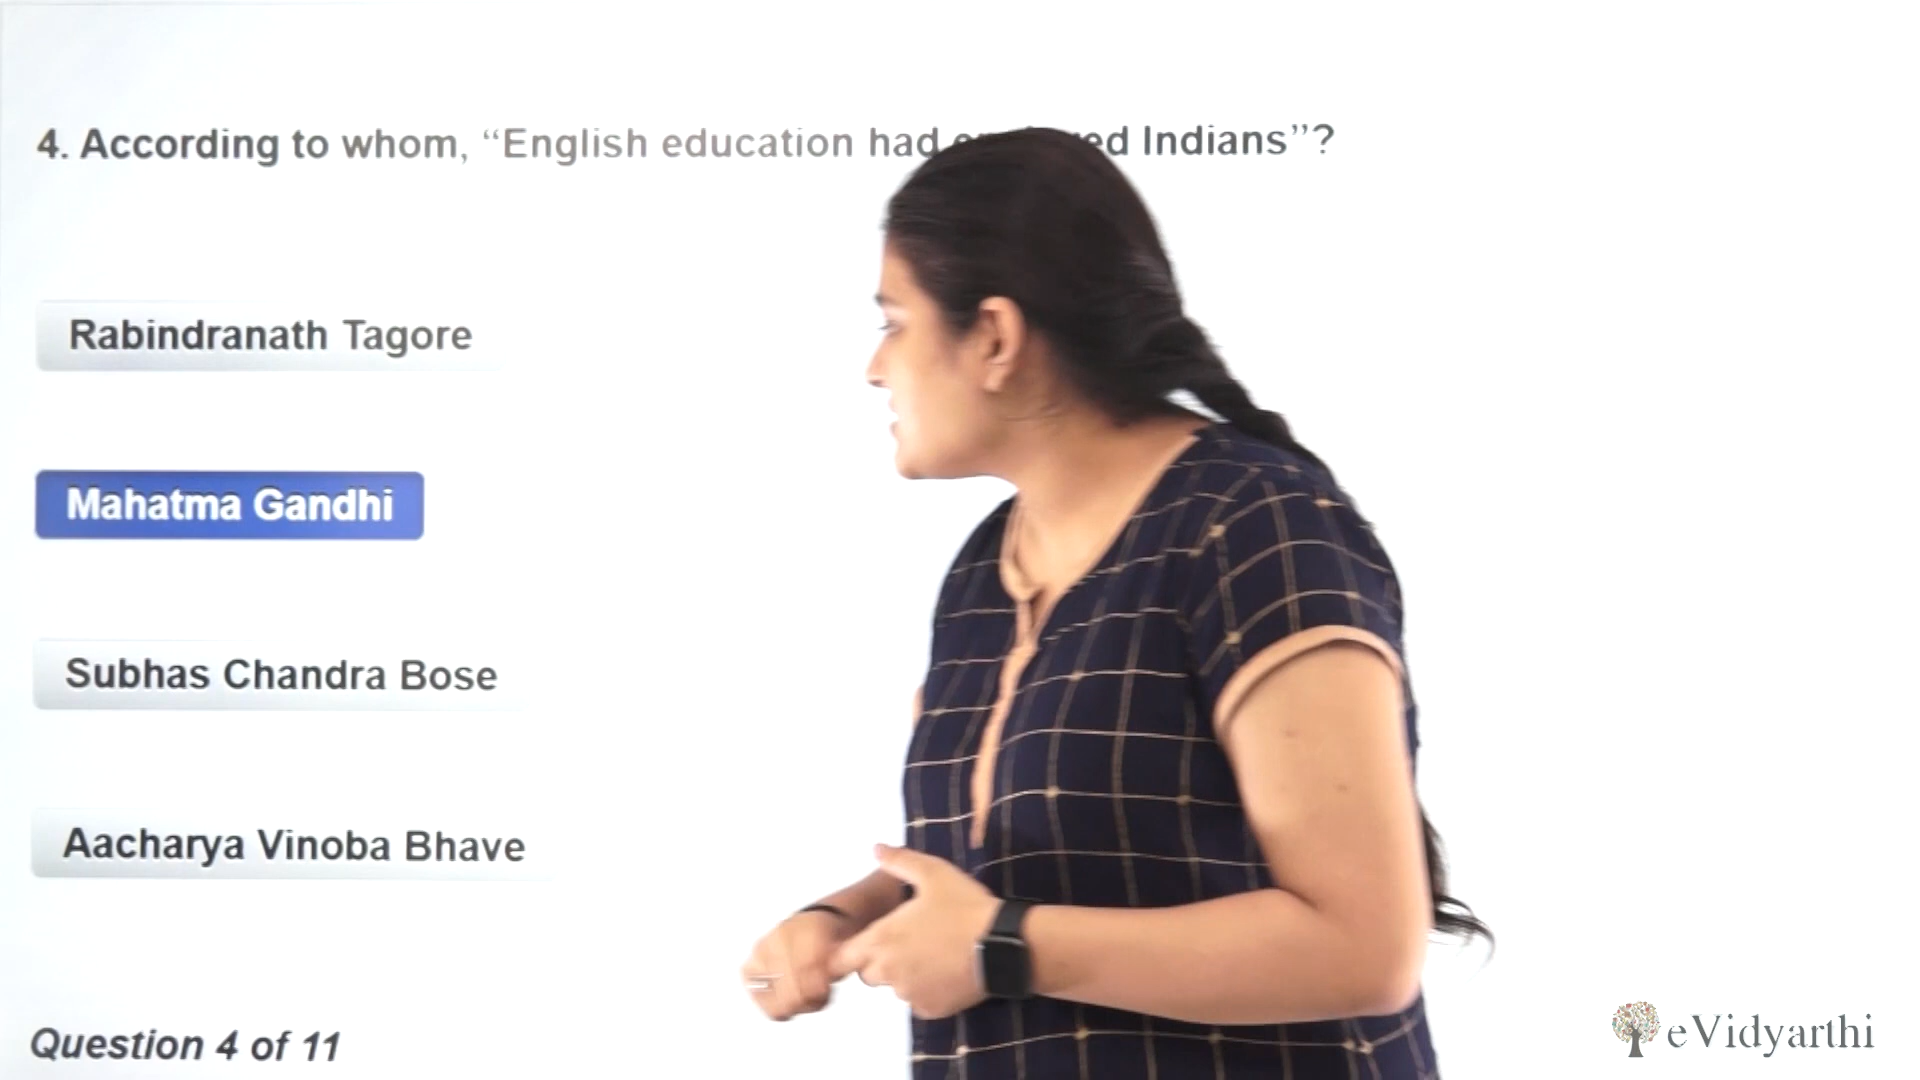 4. According to whom, “English education had Indians”?
Rabindranath Tagore
Mahatma Gandhi
Subhas Chandra Bose
Aacharya Vinoba Bhave
Question 4 of 11
eVidyarthi